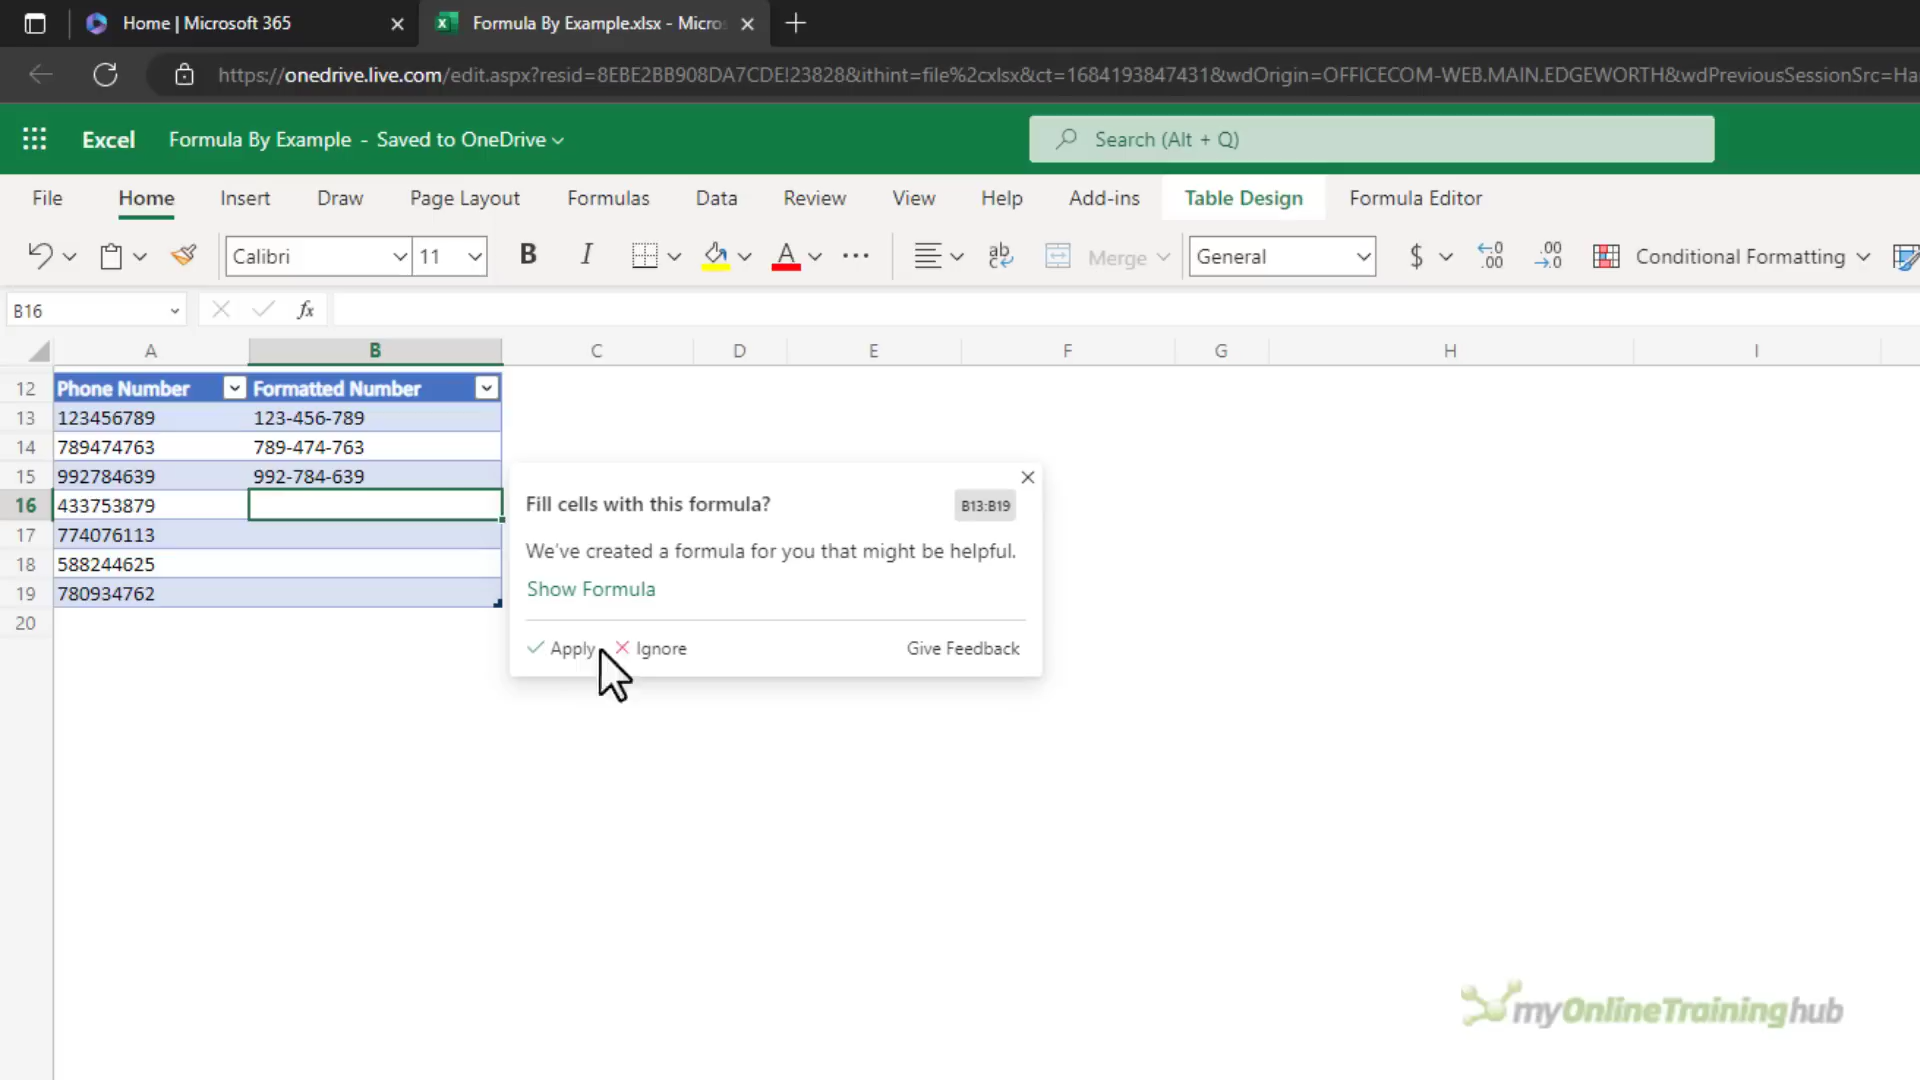 Home | Microsoft 365
Formula By Example.xlsx - Micros
https://onedrive.live.com/edit.aspx?resid=8EBE2BB908DA7CDE!23828&ithint=file%2cxlsx&ct=1684193847431&wdOrigin=OFFICECOM-WEB.MAIN.EDGEWORTH&wdPreviousSessionSrc=Ha
Excel Formula By Example - Saved to OneDrive
Search (Alt + Q)
File Home Insert Draw Page Layout Formulas Data Review View Help Add-ins Table Design Formula Editor
Calibri 11 B I A ... ab Merge General $ .00 .00 Conditional Formatting
B16 fx
A B C D E F G H I
12 Phone Number Formatted Number
13 123456789 123-456-789
14 789474763 789-474-763
15 992784639 992-784-639
16 433753879
17 774076113
18 588244625
19 780934762
20
Fill cells with this formula? B13:B19
We've created a formula for you that might be helpful.
Show Formula
Apply Ignore Give Feedback
myOnlineTraininghub